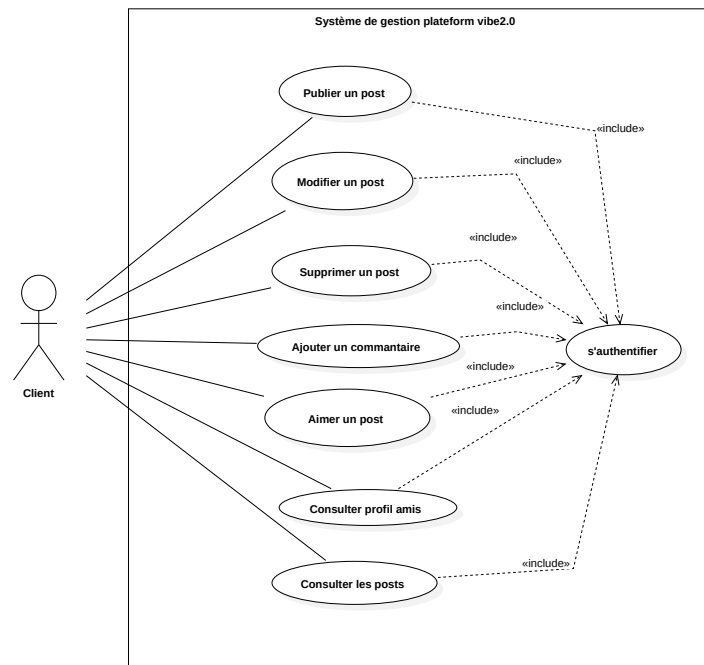 Système de gestion plateform vibe2.0
Publier un post
«include»
Modifier un post
«include»
Supprimer un post
«include»
«include»
Ajouter un commantaire
s'authentifier
«include»
Client
Aimer un post
«include»
Consulter profil amis
«include»
Consulter les posts